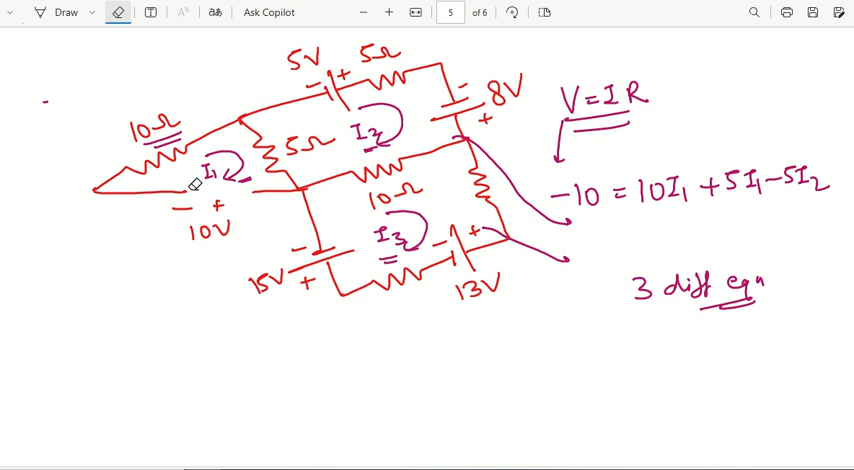 Draw
Ask Copilot
5
of 6
5V
5Ω
8V
10Ω
5Ω
I1
I2
10V
10Ω
15V
I3
13V
V = I R
-10 = 10I1 + 5I1 - 5I2
3 diff eqn